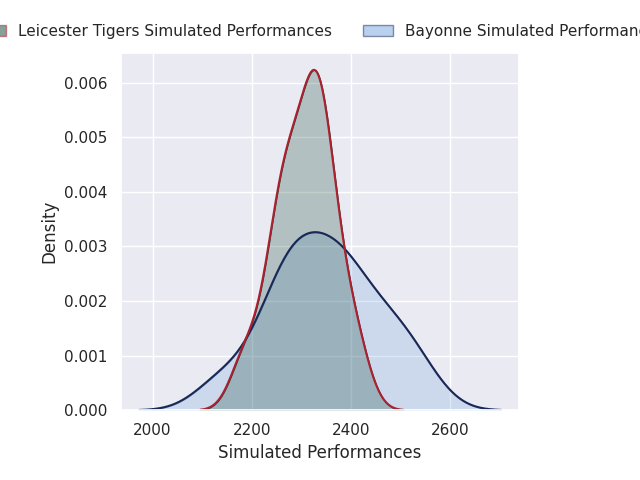 Leicester Tigers Simulated Performances
Bayonne Simulated
0.006
0.005
0.004
0.003
0.002
0.001
0.000
Density
2000 2200 2400 2600
Simulated Performances